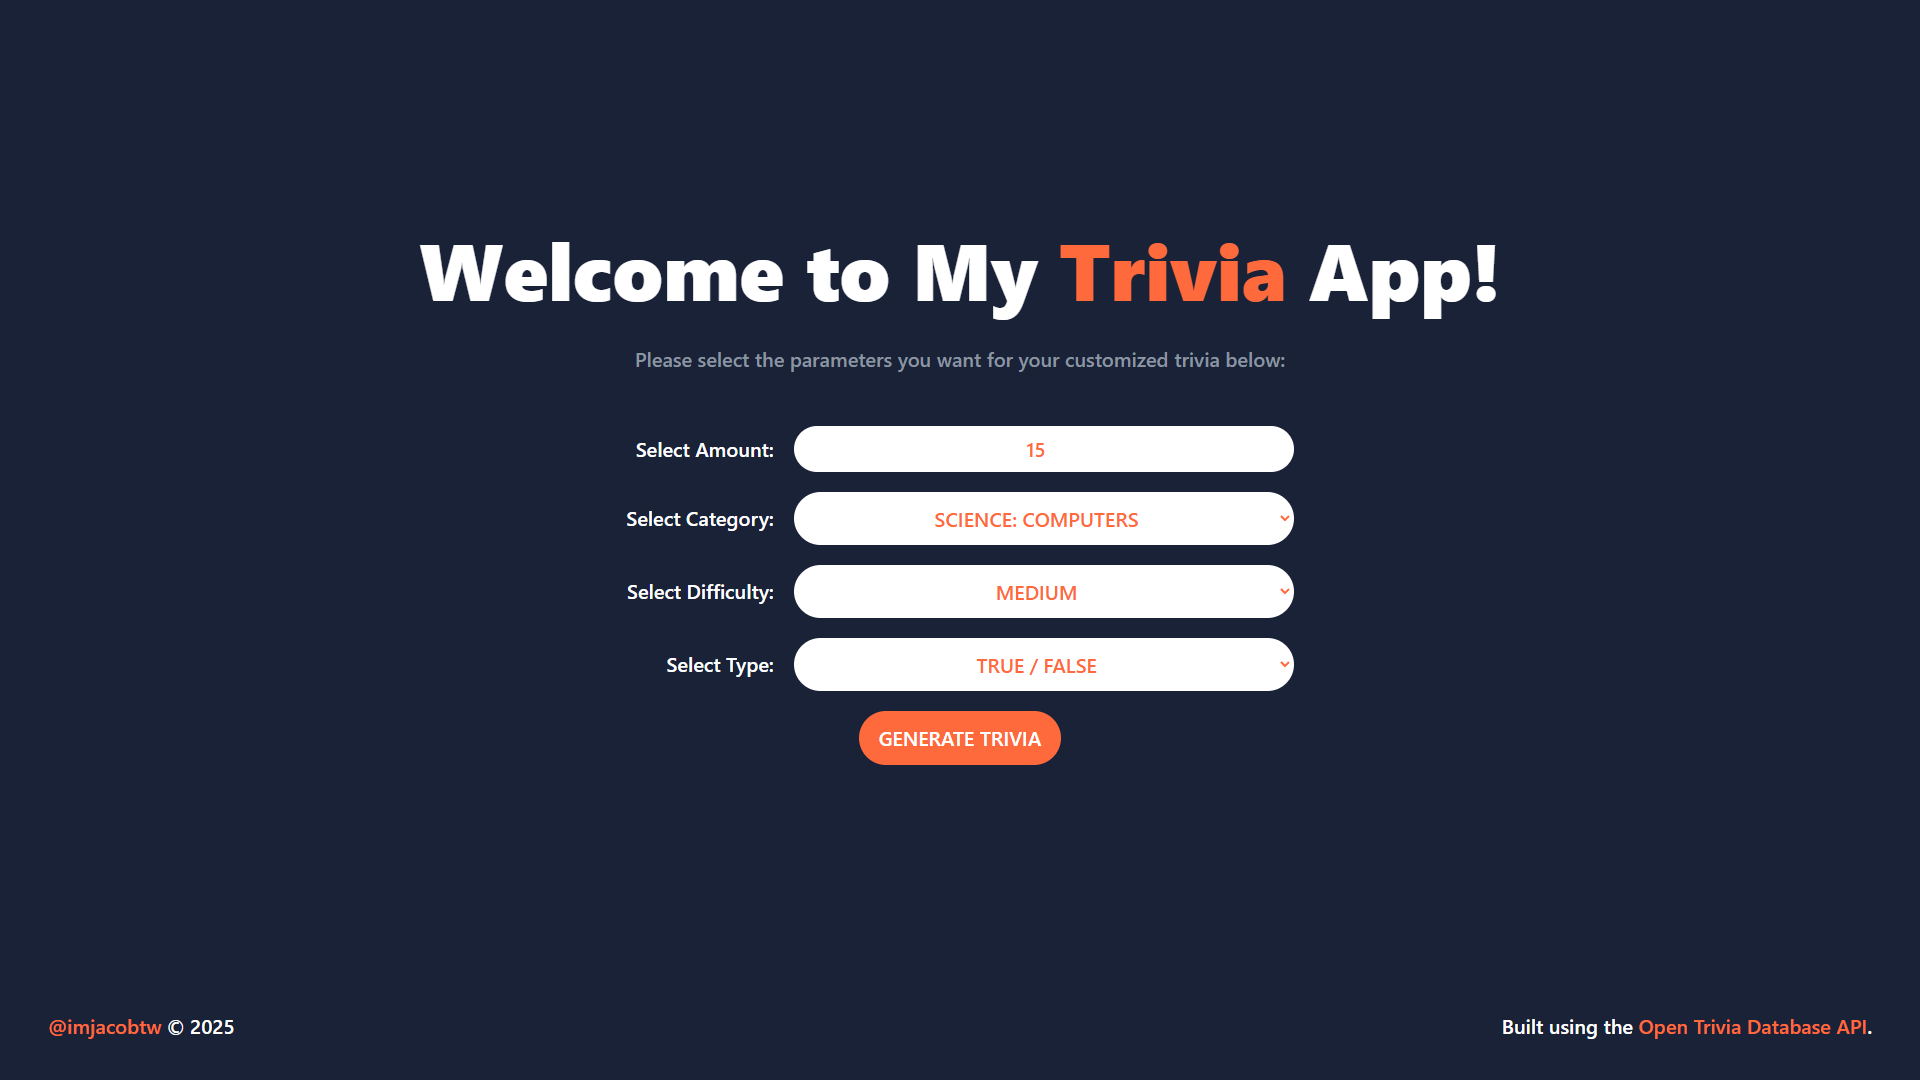 Welcome to My Trivia App!
Please select the parameters you want for your customized trivia below:
Select Amount: 15
Select Category: SCIENCE: COMPUTERS
Select Difficulty: MEDIUM
Select Type: TRUE / FALSE
GENERATE TRIVIA
@imjacobtw © 2025
Built using the Open Trivia Database API.